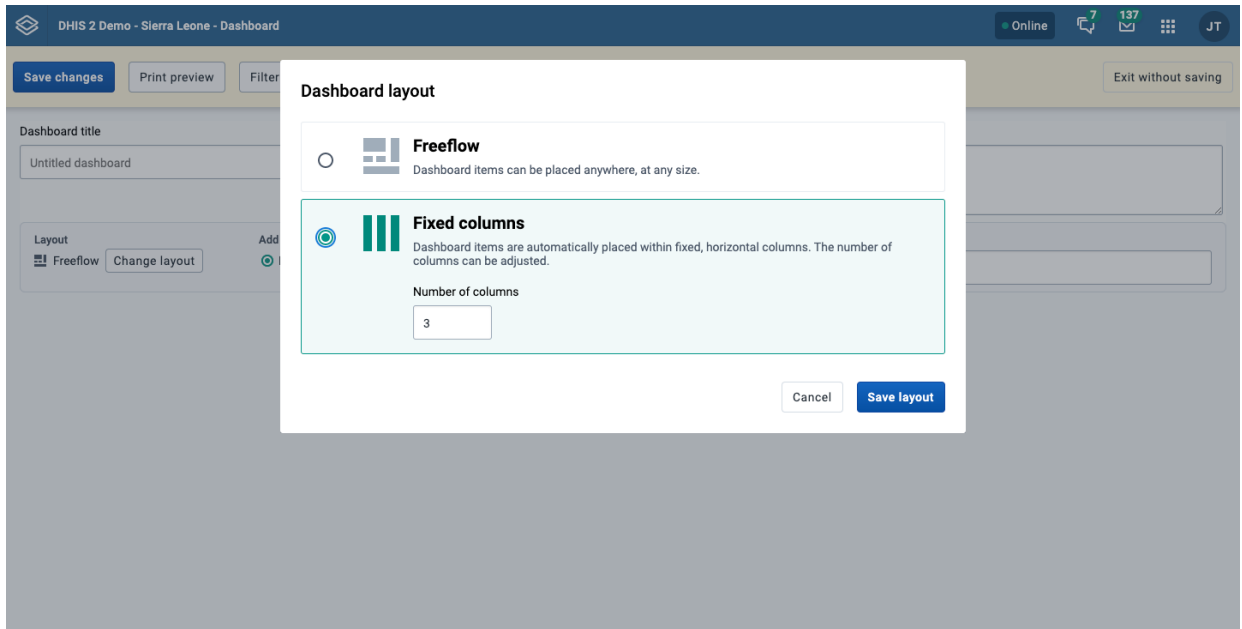 DHIS 2 Demo - Sierra Leone - Dashboard
Online
7
137
JT
Save changes
Print preview
Filter
Exit without saving
Dashboard layout
Dashboard title
Untitled dashboard
Freeflow
Dashboard items can be placed anywhere, at any size.
Fixed columns
Dashboard items are automatically placed within fixed, horizontal columns. The number of
columns can be adjusted.
Number of columns
3
Layout
Add
Freeflow
Change layout
Cancel
Save layout